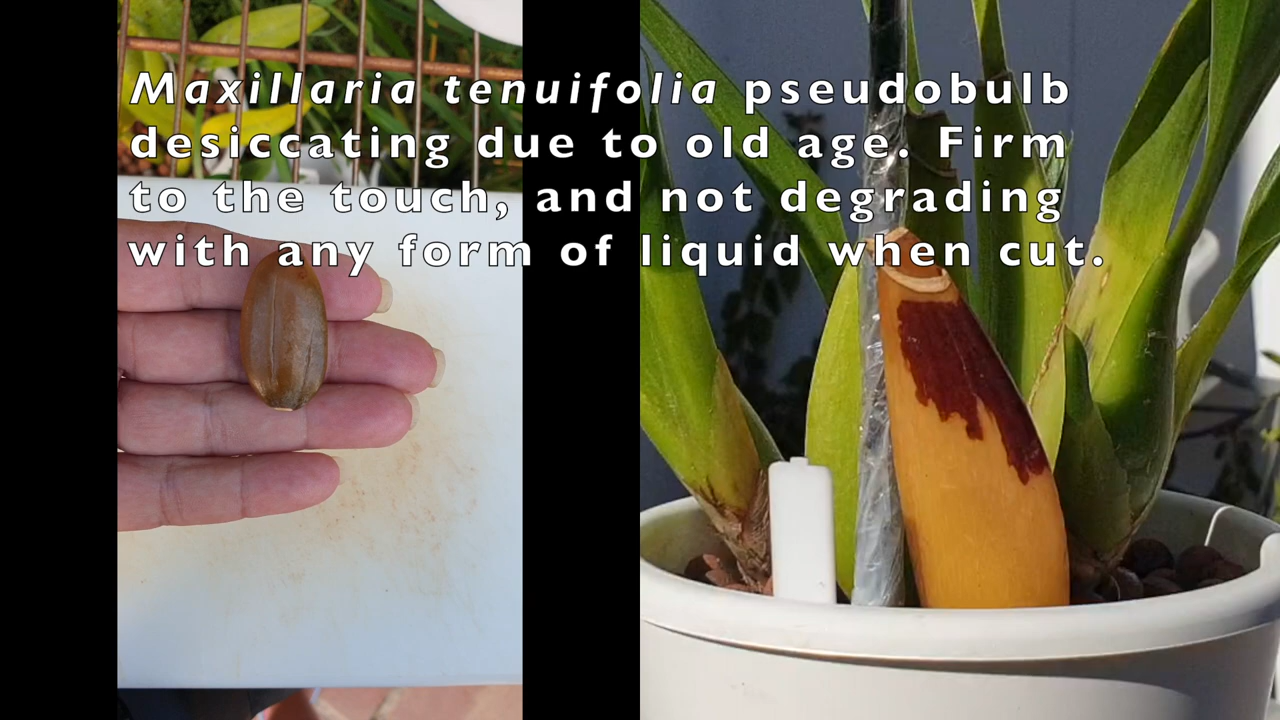 Maxillaria tenuifolia pseudobulb
desiccating due to old age. Firm
to the touch, and not degrading
with any form of liquid when cut.